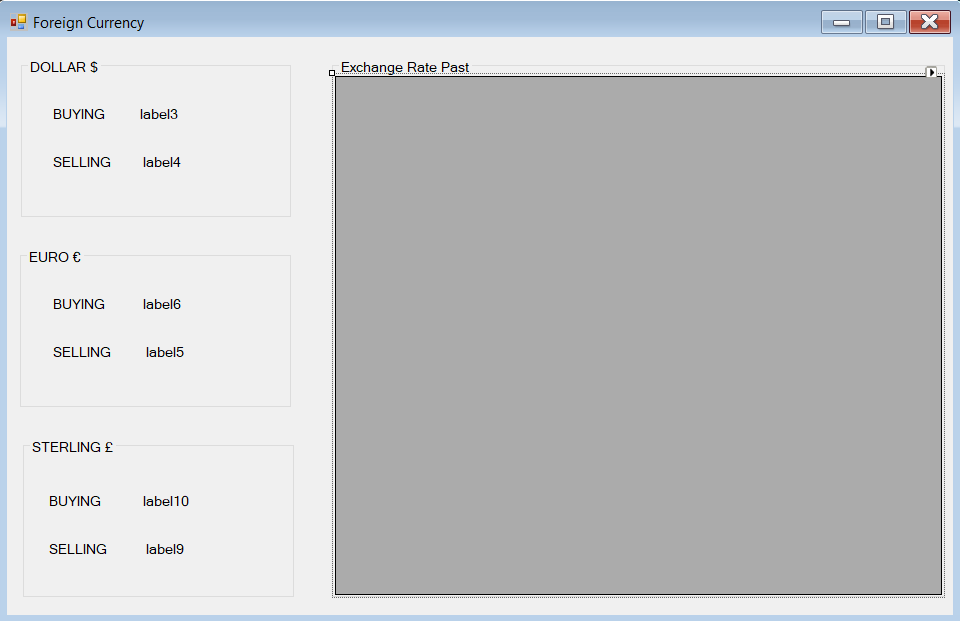 Foreign Currency
DOLLAR $
BUYING label3
SELLING label4
EURO €
BUYING label6
SELLING label5
STERLING £
BUYING label10
SELLING label9
Exchange Rate Past